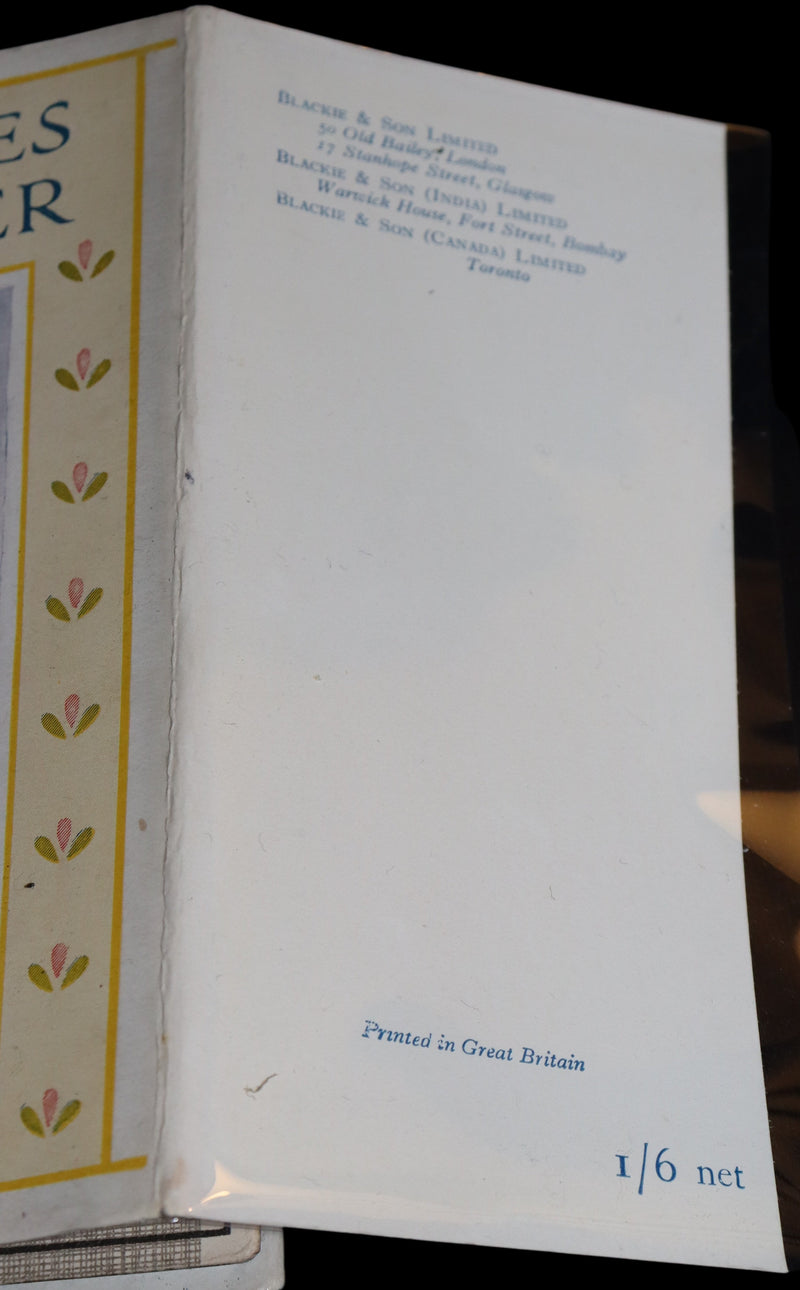 ES
ER
BLACKIE & SON LIMITED
50 Old Bailey, London
17 Stanhope Street, Glasgow
BLACKIE & SON (INDIA) LIMITED
Warwick House, Fort Street, Bombay
BLACKIE & SON (CANADA) LIMITED
Toronto
Printed in Great Britain
1/6 net